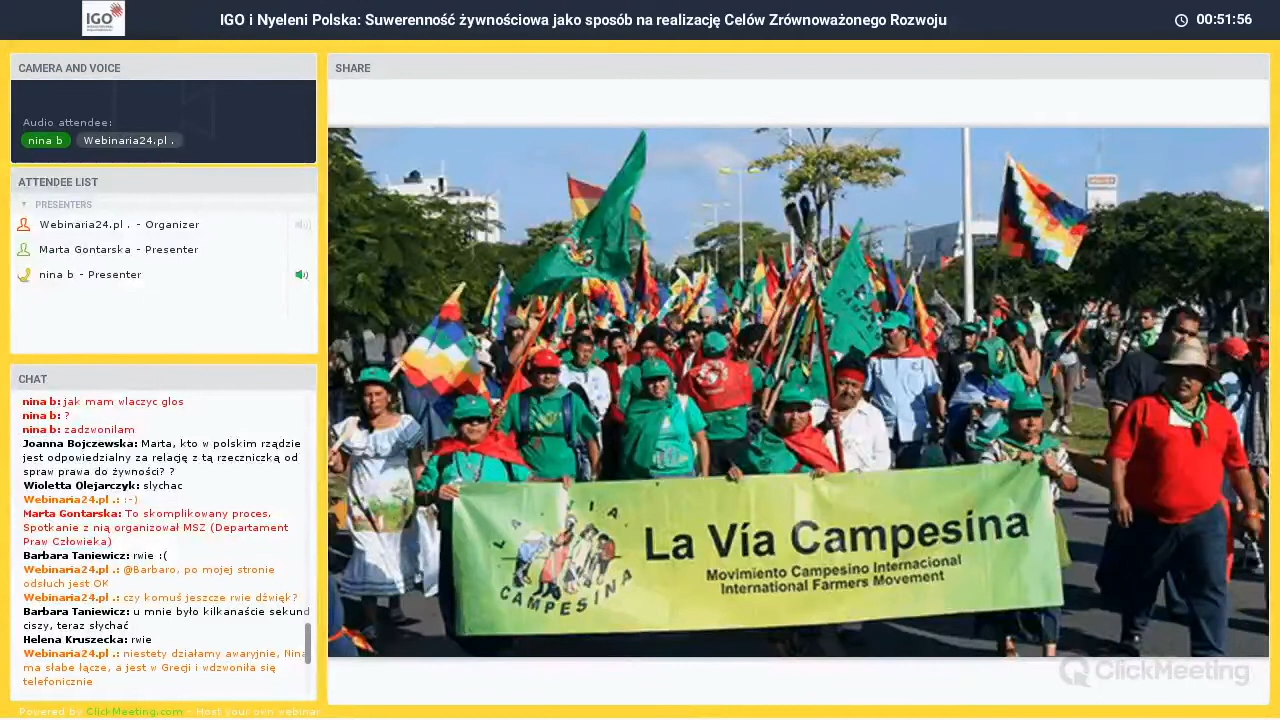 IGO
IGO i Nyeleni Polska: Suwerenność żywnościowa jako sposób na realizację Celów Zrównoważonego Rozwoju
00:51:56
CAMERA AND VOICE
Audio attendee:
nina b
Webinaria24.pl .
ATTENDEE LIST
PRESENTERS
Webinaria24.pl . - Organizer
Marta Gontarska - Presenter
nina b - Presenter
CHAT
nina b: jak mam wlaczyc glos
nina b: ?
nina b: zadzwonilam
Joanna Bojczewska: Marta, kto w polskim rządzie
jest odpowiedzialny za relację z tą rzeczniczką od
spraw prawa do żywności? ?
Wioletta Olejarczyk: slychac
Webinaria24.pl .: :-)
Marta Gontarska: To skomplikowany proces.
Spotkanie z nią organizował MSZ (Departament
Praw Człowieka)
Barbara Taniewicz: rwie :(
Webinaria24.pl .: @Barbaro, po mojej stronie
odsłuch jest OK
Webinaria24.pl .: czy komuś jeszcze rwie dźwięk?
Barbara Taniewicz: u mnie było kilkanaście sekund
ciszy, teraz słychać
Helena Kruszecka: rwie
Webinaria24.pl .: niestety działamy awaryjnie, Nina
ma słabe łącze, a jest w Grecji i wdzwoniła się
telefonicznie
Powered by ClickMeeting.com - Host your own webinar
SHARE
LA VIA
CAMPESINA
La Vía Campesina
Movimiento Campesino Internacional
International Farmers Movement
ClickMeeting